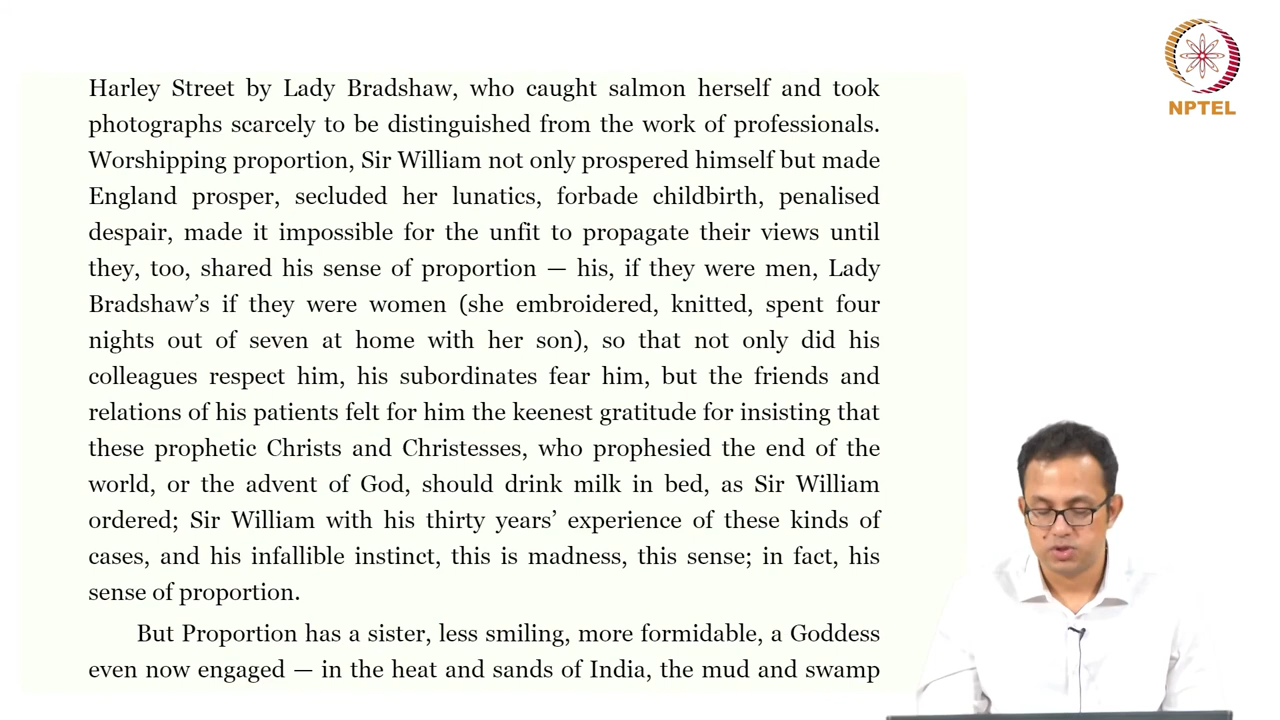 Harley Street by Lady Bradshaw, who caught salmon herself and took
photographs scarcely to be distinguished from the work of professionals.
Worshipping proportion, Sir William not only prospered himself but made
England prosper, secluded her lunatics, forbade childbirth, penalised
despair, made it impossible for the unfit to propagate their views until
they, too, shared his sense of proportion — his, if they were men, Lady
Bradshaw’s if they were women (she embroidered, knitted, spent four
nights out of seven at home with her son), so that not only did his
colleagues respect him, his subordinates fear him, but the friends and
relations of his patients felt for him the keenest gratitude for insisting that
these prophetic Christs and Christesses, who prophesied the end of the
world, or the advent of God, should drink milk in bed, as Sir William
ordered; Sir William with his thirty years’ experience of these kinds of
cases, and his infallible instinct, this is madness, this sense; in fact, his
sense of proportion.
But Proportion has a sister, less smiling, more formidable, a Goddess
even now engaged — in the heat and sands of India, the mud and swamp
NPTEL